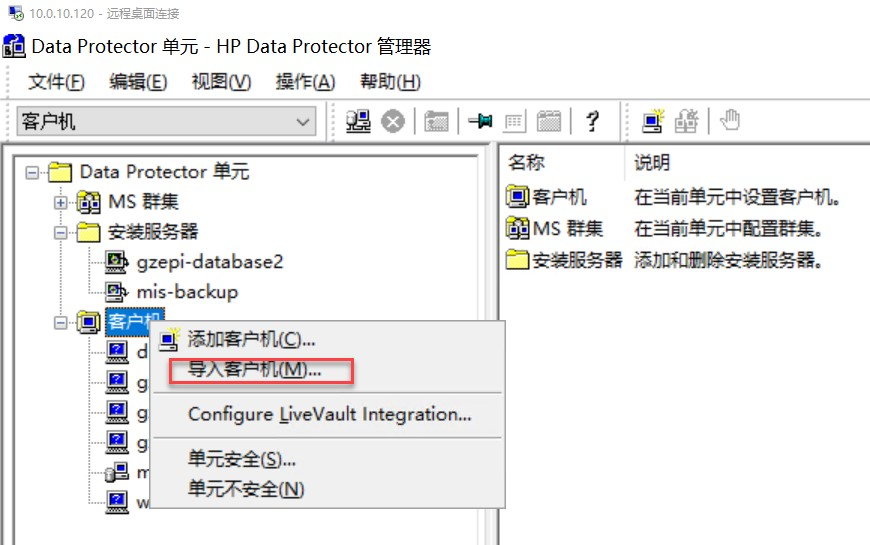 10.0.10.120 - 远程桌面连接
Data Protector 单元 - HP Data Protector 管理器
文件(F) 编辑(E) 视图(V) 操作(A) 帮助(H)
客户机
Data Protector 单元
MS 群集
安装服务器
gzepi-database2
mis-backup
客户机
d
g
g
g
m
w
添加客户机(C)...
导入客户机(M)...
Configure LiveVault Integration...
单元安全(S)...
单元不安全(N)
名称 说明
客户机 在当前单元中设置客户机。
MS 群集 在当前单元中配置群集。
安装服务器 添加和删除安装服务器。